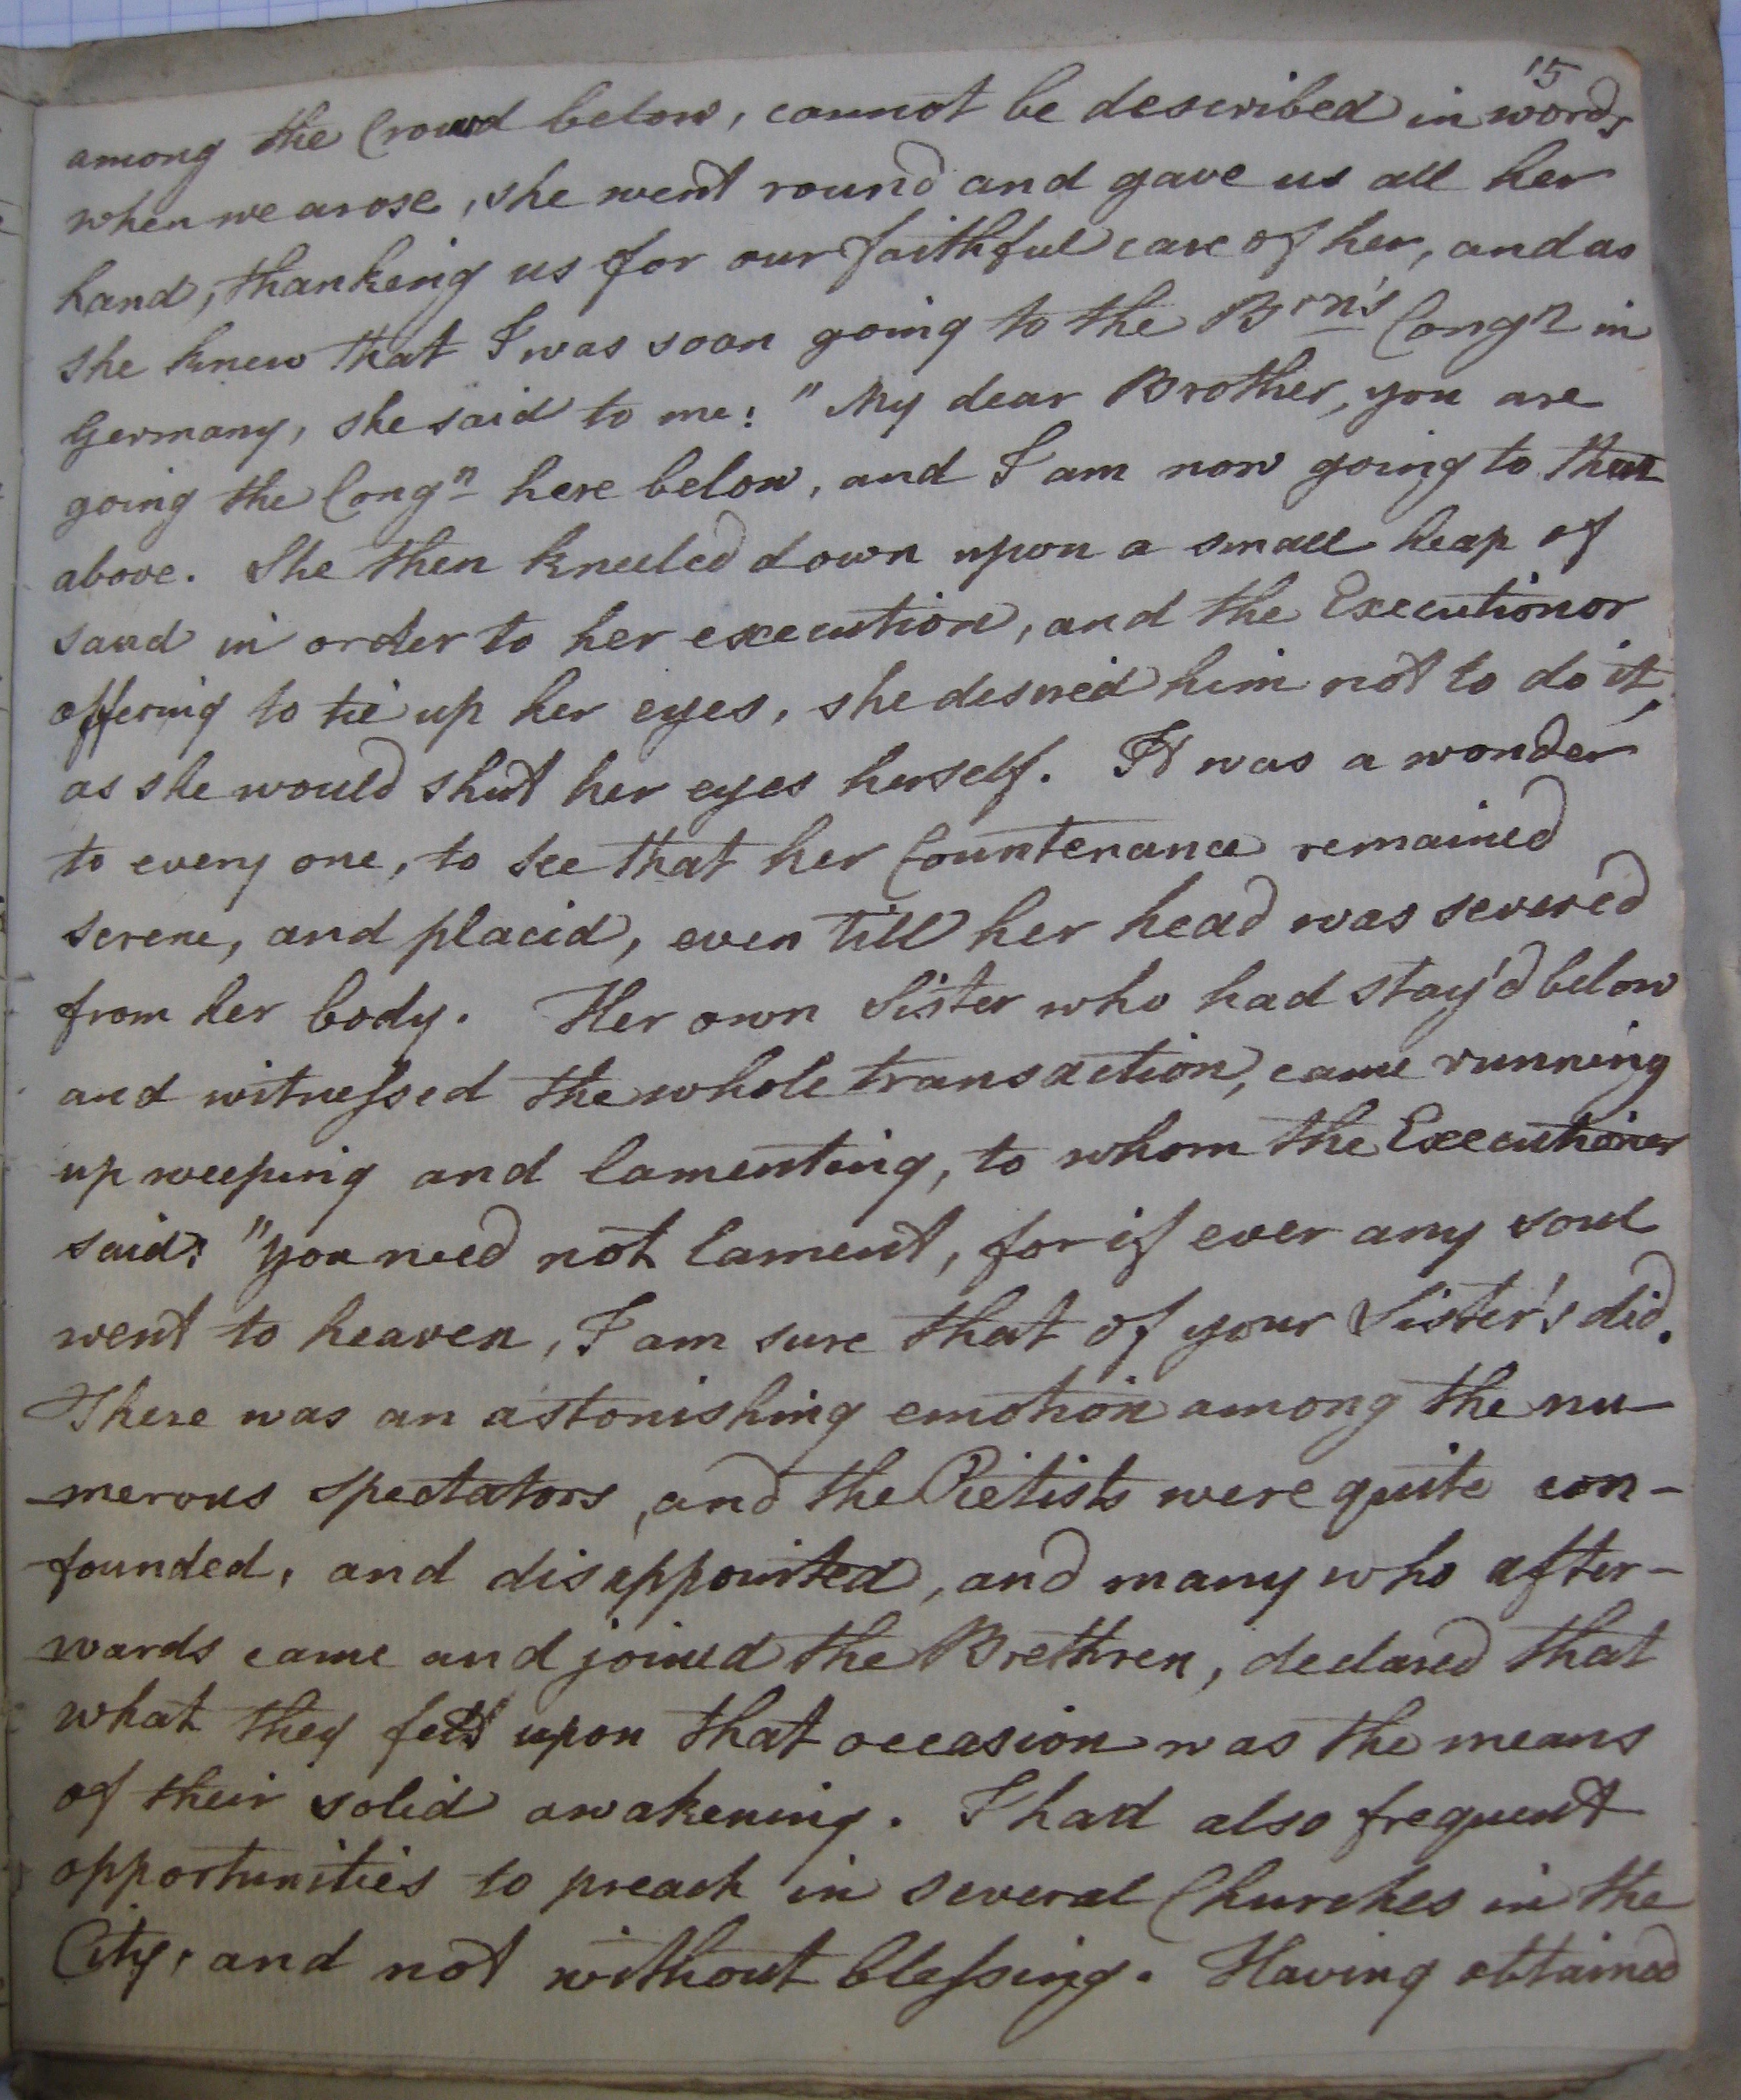 15
among the Crowd below, cannot be described in words
when we arose, she went round and gave us all her
hand, thanking us for our faithful care of her, and as
she knew that I was soon going to the Brn's Congn in
Germany, she said to me: "My dear Brother, you are
going the Congn here below, and I am now going to that
above. She then kneeled down upon a small heap of
sand in order to her execution, and the Executionor
offering to tie up her eyes, she desired him not to do it,
as she would shut her eyes herself. It was a wonder
to every one, to see that her Countenance remained
serene, and placid, even till her head was severed
from her body. Her own Sister who had stay'd below
and witnessed the whole transaction, came running
up weeping and lamenting, to whom the Executioner
said: "you need not lament, for if ever any soul
went to heaven, I am sure that of your Sister's did.
There was an astonishing emotion among the nu-
-merous spectators, and the Pietists were quite con-
founded, and disappointed, and many who after-
wards came and joined the Brethren, declared that
what they felt upon that occasion was the means
of their solid awakening. I had also frequent
opportunities to preach in several Churches in the
City, and not without blessing. Having obtained